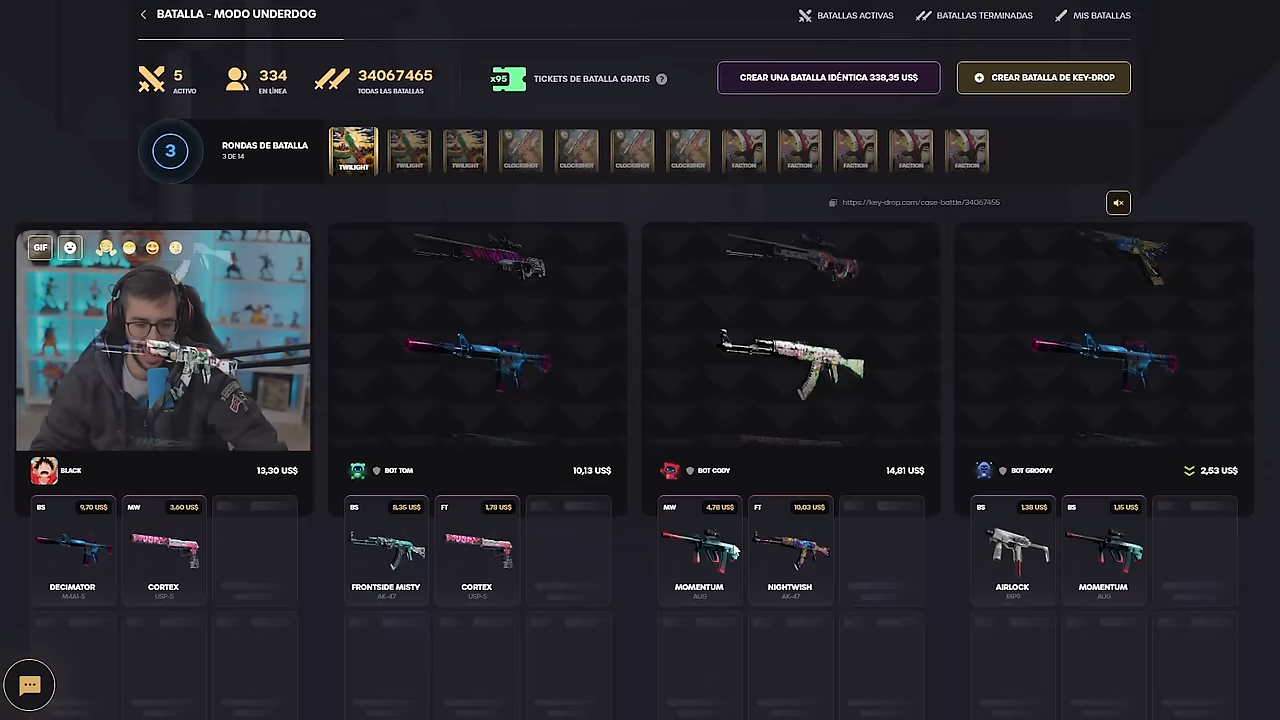 BATALLA - MODO UNDERDOG
BATALLAS ACTIVAS
BATALLAS TERMINADAS
MIS BATALLAS
5
ACTIVO
334
EN LÍNEA
34067465
TODAS LAS BATALLAS
x95
TICKETS DE BATALLA GRATIS ?
CREAR UNA BATALLA IDÉNTICA 338,35 US$
CREAR BATALLA DE KEY-DROP
3
RONDAS DE BATALLA
3 DE 14
TWILIGHT
TWILIGHT
TWILIGHT
CLOCKSHOT
CLOCKSHOT
CLOCKSHOT
CLOCKSHOT
FACTION
FACTION
FACTION
FACTION
FACTION
https://key-drop.com/case-battle/34067455
GIF
BLACK
13,30 US$
BOT TOM
10,13 US$
BOT CODY
14,81 US$
BOT GROOVY
2,53 US$
BS 9,70 US$
MW 3,60 US$
BS 8,35 US$
FT 1,78 US$
MW 4,78 US$
FT 10,03 US$
BS 1,38 US$
BS 1,15 US$
DECIMATOR
CORTEX
FRONTSIDE MISTY
CORTEX
MOMENTUM
NIGHTWISH
AIRLOCK
MOMENTUM
M4A1-S
USP-S
AK-47
USP-S
AUG
AK-47
MP9
AUG